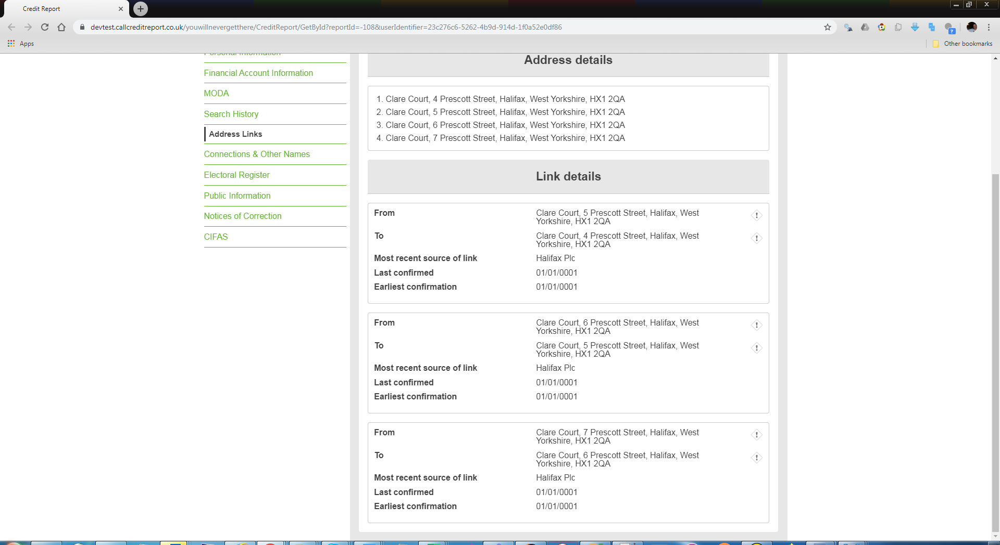 Credit Report
devtest.callcreditreport.co.uk/youwillnevergetthere/CreditReport/GetById?reportId=-108&userIdentifier=23c276c6-5262-4b9d-914d-1f0a52e0df86
Apps
Other bookmarks
Personal Information
Financial Account Information
MODA
Search History
Address Links
Connections & Other Names
Electoral Register
Public Information
Notices of Correction
CIFAS
Address details
1. Clare Court, 4 Prescott Street, Halifax, West Yorkshire, HX1 2QA
2. Clare Court, 5 Prescott Street, Halifax, West Yorkshire, HX1 2QA
3. Clare Court, 6 Prescott Street, Halifax, West Yorkshire, HX1 2QA
4. Clare Court, 7 Prescott Street, Halifax, West Yorkshire, HX1 2QA
Link details
From Clare Court, 5 Prescott Street, Halifax, West
Yorkshire, HX1 2QA
To Clare Court, 4 Prescott Street, Halifax, West
Yorkshire, HX1 2QA
Most recent source of link Halifax Plc
Last confirmed 01/01/0001
Earliest confirmation 01/01/0001
From Clare Court, 6 Prescott Street, Halifax, West
Yorkshire, HX1 2QA
To Clare Court, 5 Prescott Street, Halifax, West
Yorkshire, HX1 2QA
Most recent source of link Halifax Plc
Last confirmed 01/01/0001
Earliest confirmation 01/01/0001
From Clare Court, 7 Prescott Street, Halifax, West
Yorkshire, HX1 2QA
To Clare Court, 6 Prescott Street, Halifax, West
Yorkshire, HX1 2QA
Most recent source of link Halifax Plc
Last confirmed 01/01/0001
Earliest confirmation 01/01/0001